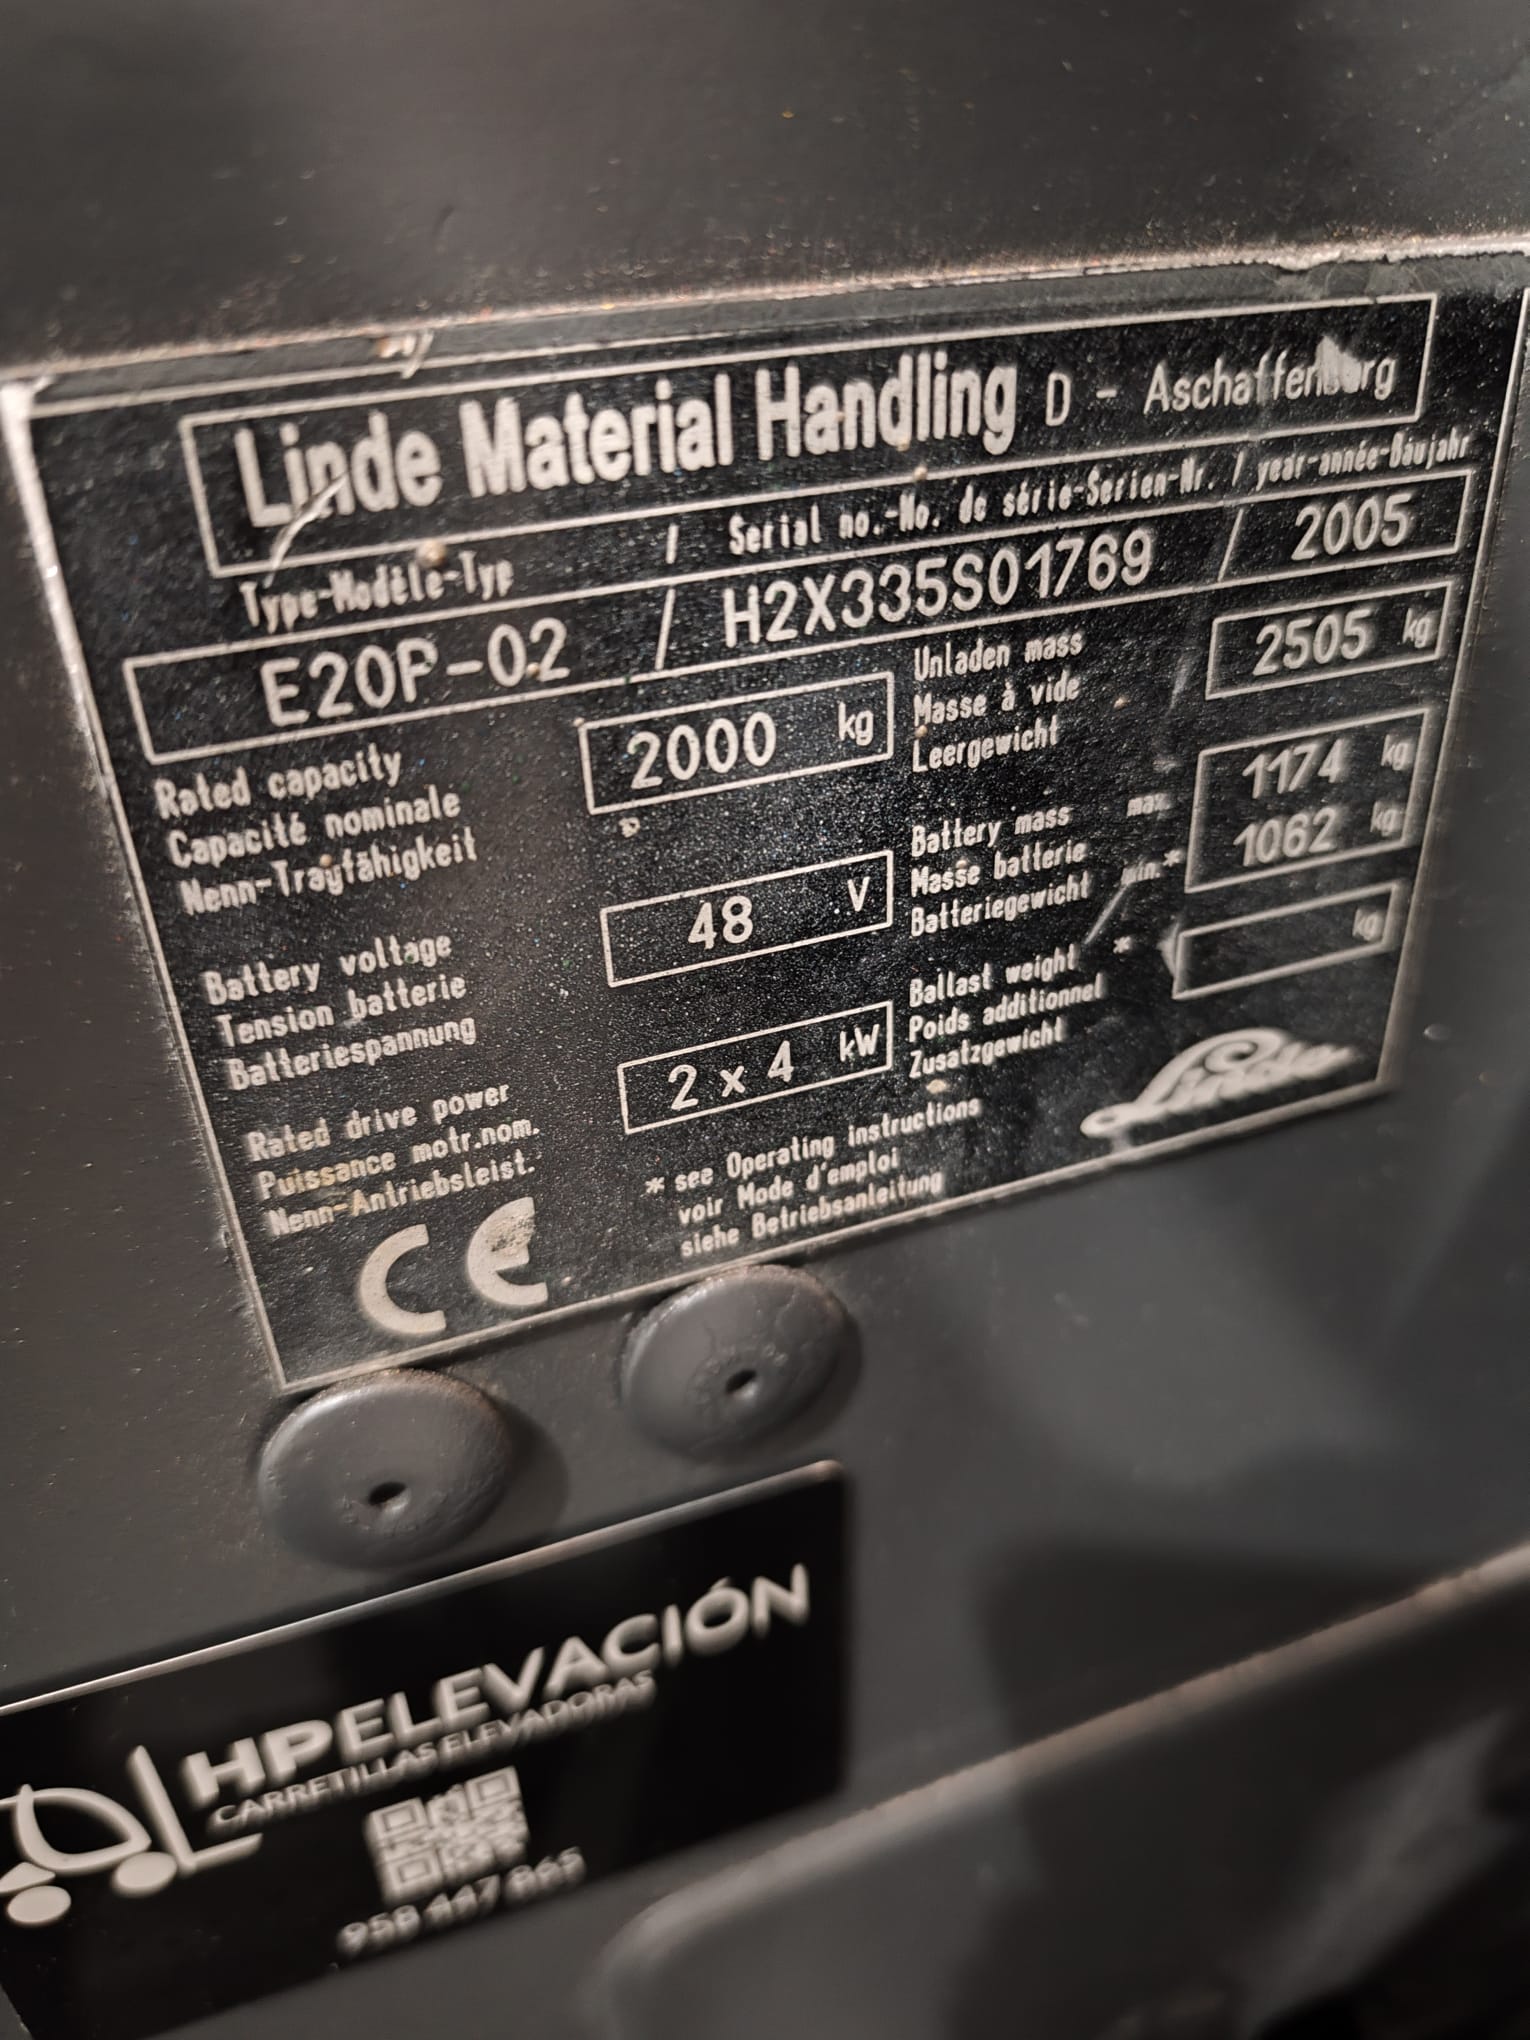 Linde Material Handling D - Aschaffenburg
Type-Modèle-Typ / Serial no.-No. de série-Serien-Nr. / year-année-Baujahr
E20P-02 / H2X335S01769 / 2005
Rated capacity
Capacité nominale
Nenn-Tragfähigkeit
2000 kg
Unladen mass
Masse à vide
Leergewicht
2505 kg
Battery voltage
Tension batterie
Batteriespannung
48 V
Battery mass max.
Masse batterie
Batteriegewicht min.*
1174 kg
1062 kg
Rated drive power
Puissance motr.nom.
Nenn-Antriebsleist.
2 x 4 kW
Ballast weight *
Poids additionnel
Zusatzgewicht
kg
* see Operating instructions
voir Mode d'emploi
siehe Betriebsanleitung
CE
Linde
HPELEVACIÓN
CARRETILLAS ELEVADORAS
958 447 865